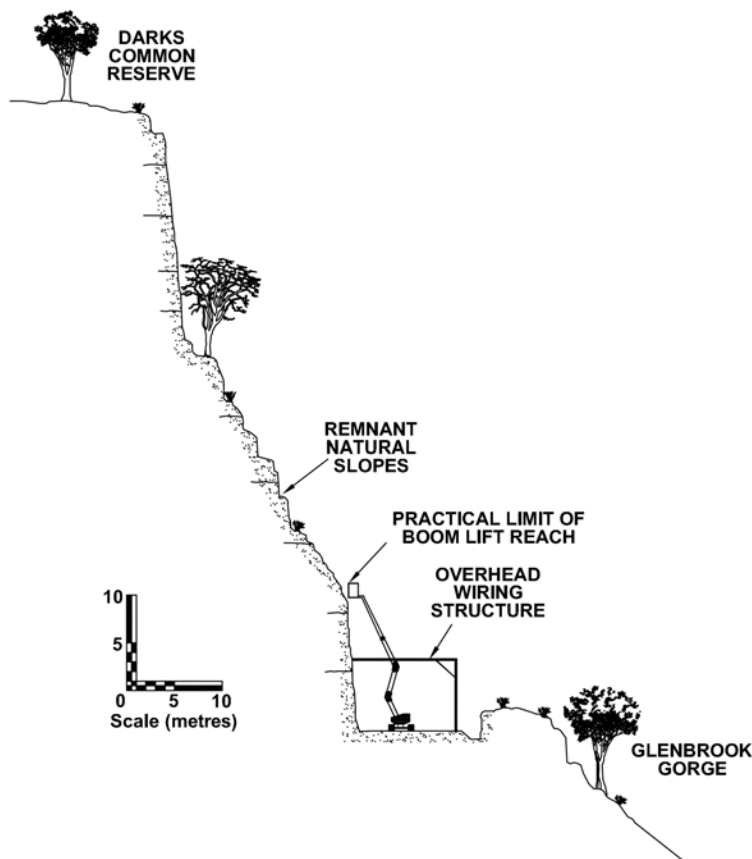 DARKS
COMMON
RESERVE
REMNANT
NATURAL
SLOPES
PRACTICAL LIMIT OF
BOOM LIFT REACH
OVERHEAD
WIRING
STRUCTURE
10
5
0 5 10
Scale (metres)
GLENBROOK
GORGE